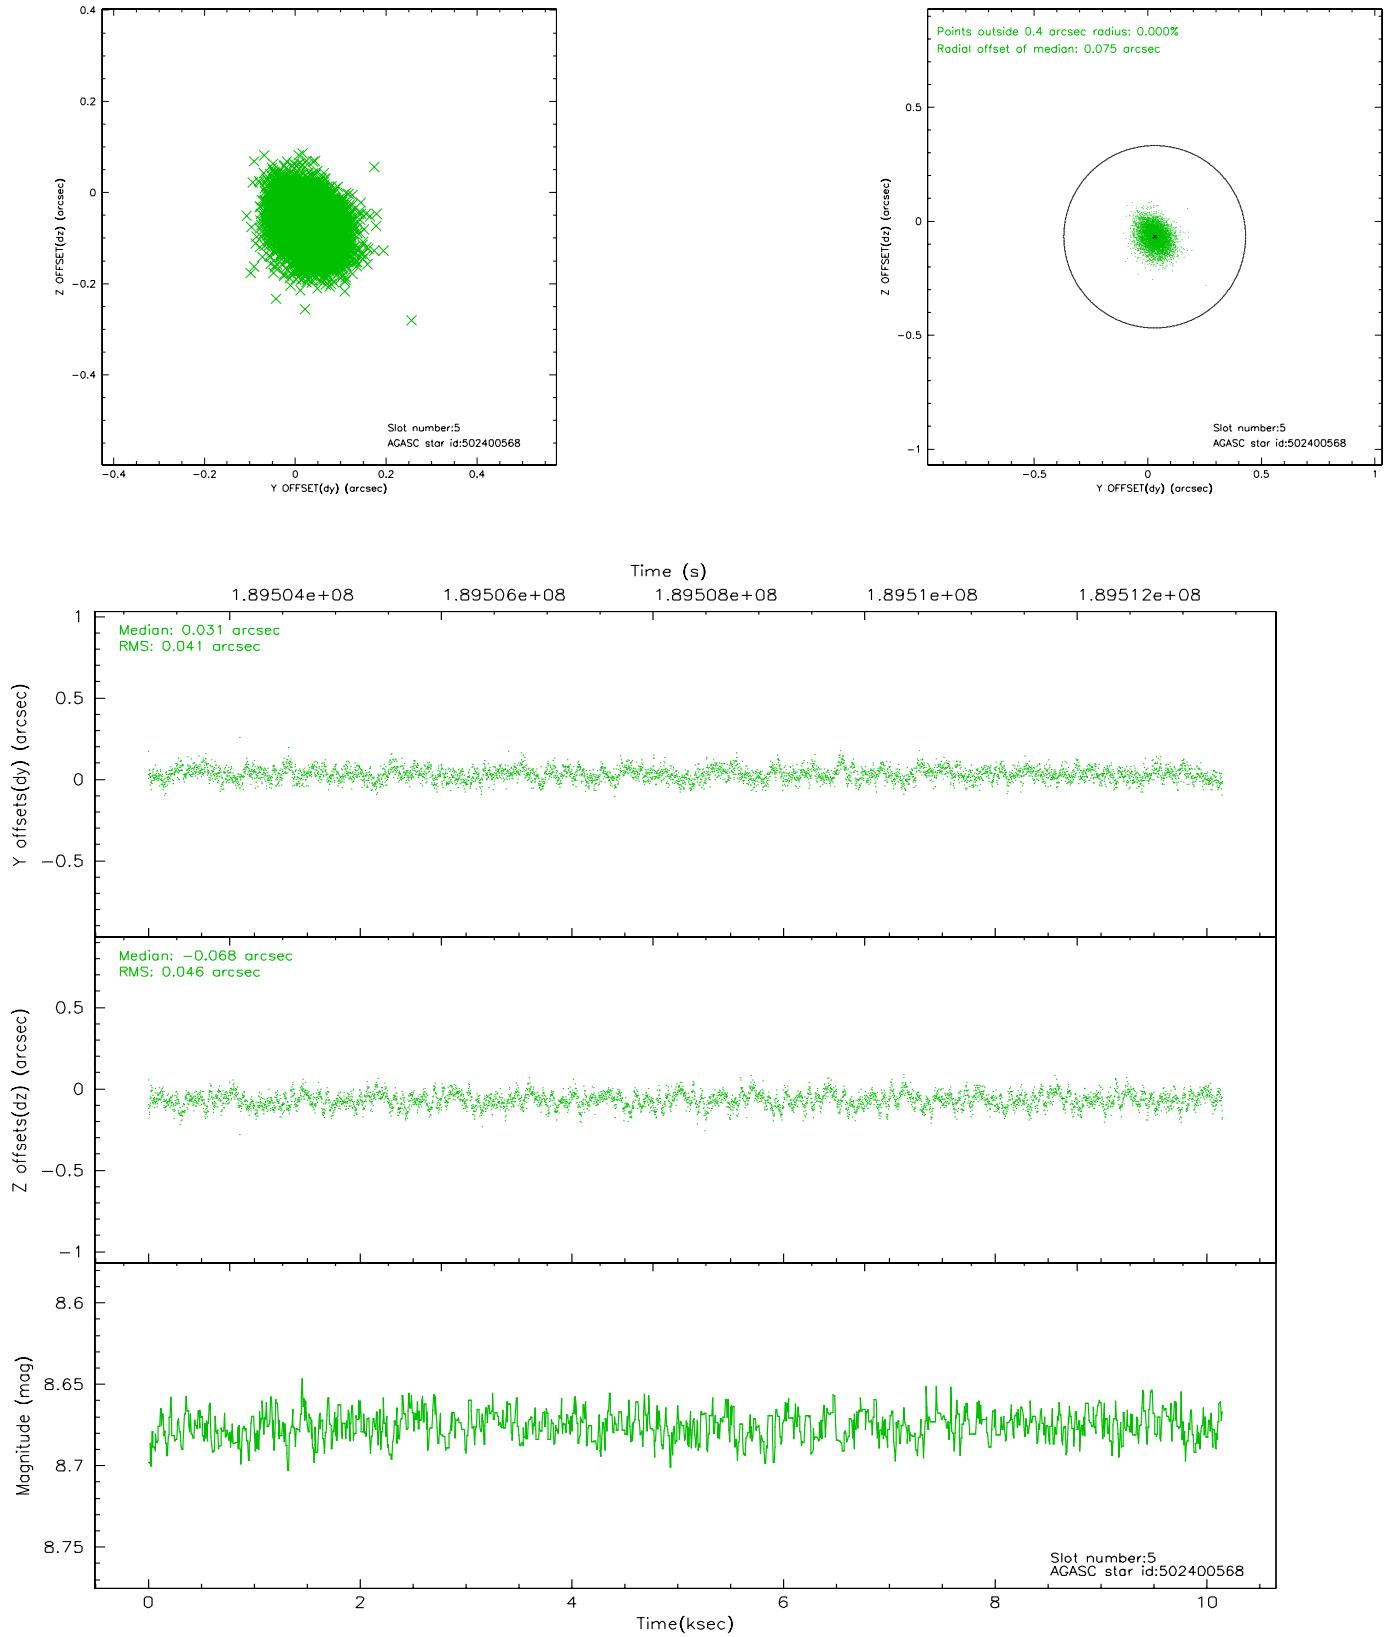 0.4
0.2
0
−0.2
−0.4
−0.4
−0.2
0
0.2
0.4
Z OFFSET(dz) (arcsec)
Y OFFSET(dy) (arcsec)
Slot number:5
AGASC star id:502400568
Points outside 0.4 arcsec radius: 0.000%
Radial offset of median: 0.075 arcsec
0.5
0
−0.5
−1
−0.5
0
0.5
1
Z OFFSET(dz) (arcsec)
Y OFFSET(dy) (arcsec)
Slot number:5
AGASC star id:502400568
Time (s)
1.89504e+08
1.89506e+08
1.89508e+08
1.8951e+08
1.89512e+08
Median: 0.031 arcsec
RMS: 0.041 arcsec
1
0.5
0
−0.5
Y offsets(dy) (arcsec)
Median: −0.068 arcsec
RMS: 0.046 arcsec
0.5
0
−0.5
−1
Z offsets(dz) (arcsec)
8.6
8.65
8.7
8.75
Magnitude (mag)
Slot number:5
AGASC star id:502400568
0
2
4
6
8
10
Time(ksec)